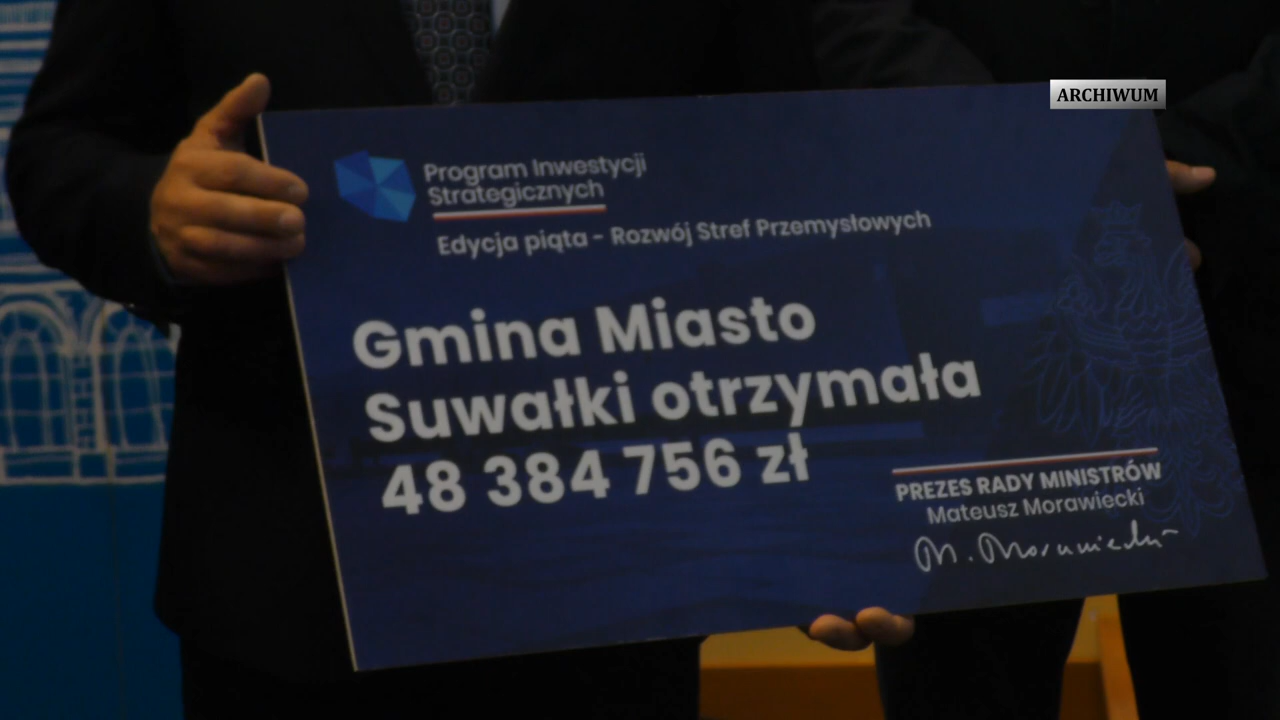 ARCHIWUM
Program Inwestycji
Strategicznych
Edycja piąta - Rozwój Stref Przemysłowych
Gmina Miasto
Suwałki otrzymała
48 384 756 zł
PREZES RADY MINISTRÓW
Mateusz Morawiecki
M. Morawiecki